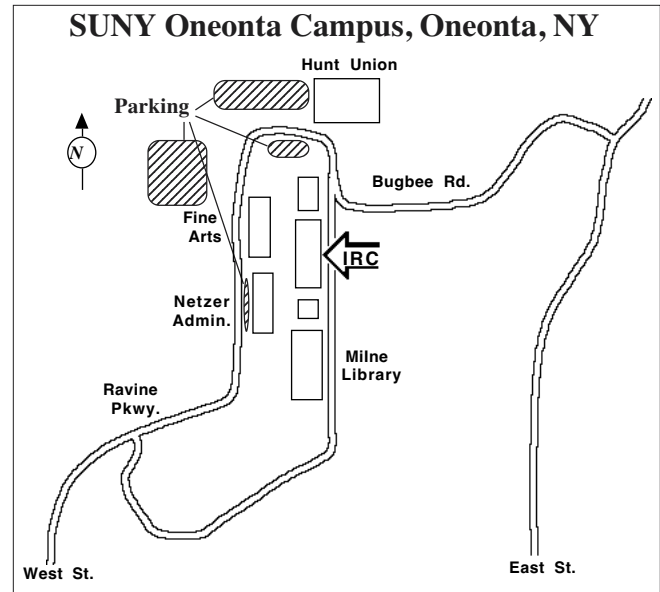 SUNY Oneonta Campus, Oneonta, NY
Hunt Union
Parking
N
Bugbee Rd.
Fine
Arts
IRC
Netzer
Admin.
Milne
Library
Ravine
Pkwy.
West St.
East St.